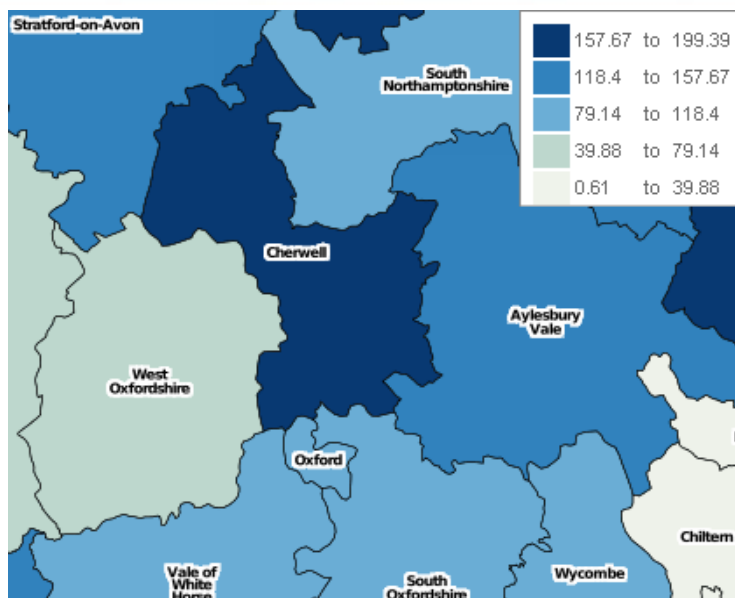 Stratford-on-Avon
South
Northamptonshire
157.67 to 199.39
118.4 to 157.67
79.14 to 118.4
39.88 to 79.14
0.61 to 39.88
Cherwell
Aylesbury
Vale
West
Oxfordshire
Oxford
Chiltern
Vale of
White
Horse
South
Oxfordshire
Wycombe